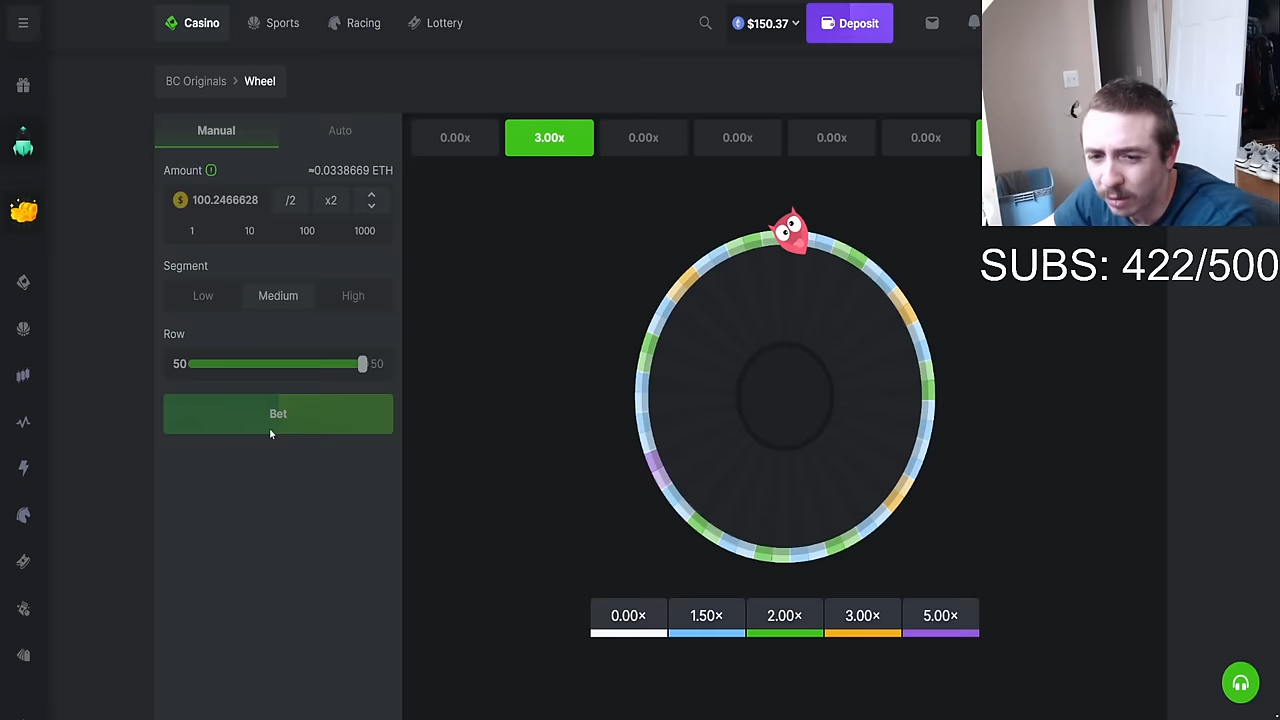 Casino
Sports
Racing
Lottery
$150.37
Deposit
BC Originals > Wheel
Manual
Auto
0.00x
3.00x
0.00x
0.00x
0.00x
0.00x
Amount
≈0.0338669 ETH
100.2466628
/2
x2
1
10
100
1000
Segment
Low
Medium
High
Row
50
50
Bet
SUBS: 422/500
0.00×
1.50×
2.00×
3.00×
5.00×